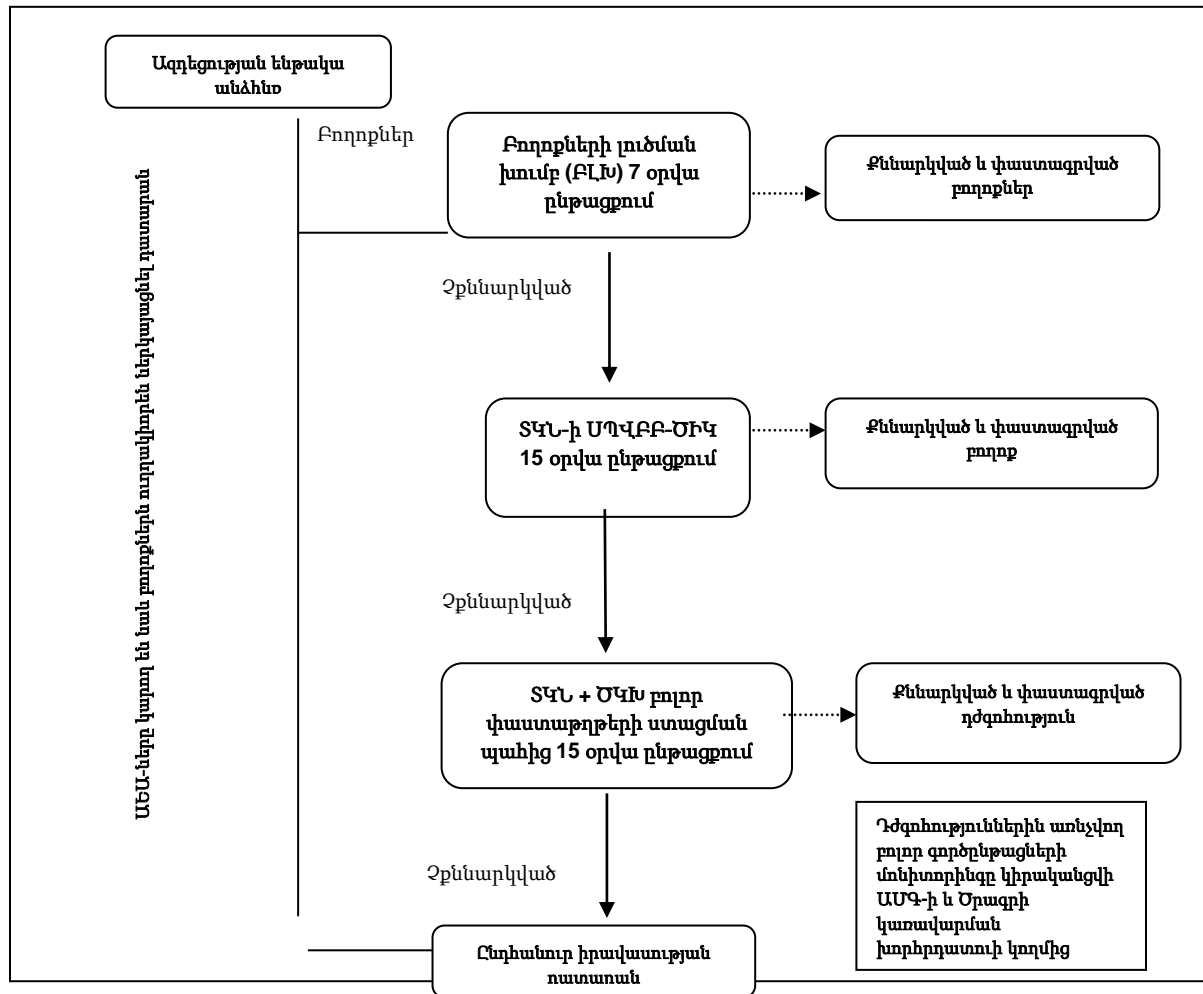 Ազդեցության ենթակա
անձինք
Բողոքներ
Բողոքների լուծման
խումբ (ԲԼԽ) 7 օրվա
ընթացքում
Քննարկված և փաստագրված
բողոքներ
Չքննարկված
ՏԿՆ-ի ՍՊՎԲԲ-ԾԻԿ
15 օրվա ընթացքում
Քննարկված և փաստագրված
բողոք
Չքննարկված
ՏԿՆ + ԾԿԽ բոլոր
փաստաթղթերի ստացման
պահից 15 օրվա ընթացքում
Քննարկված և փաստագրված
դժգոհություն
Չքննարկված
Դժգոհություններին առնչվող
բոլոր գործընթացների
մոնիտորինգը կիրականցվի
ԱՄԳ-ի և Ծրագրի
կառավարման
խորհրդատուի կողմից
Ընդհանուր իրավասության
դատարան
ԱԵԱ-ները կարող են նաև բողոքներն ուղղակիորեն ներկայացնել դատարան